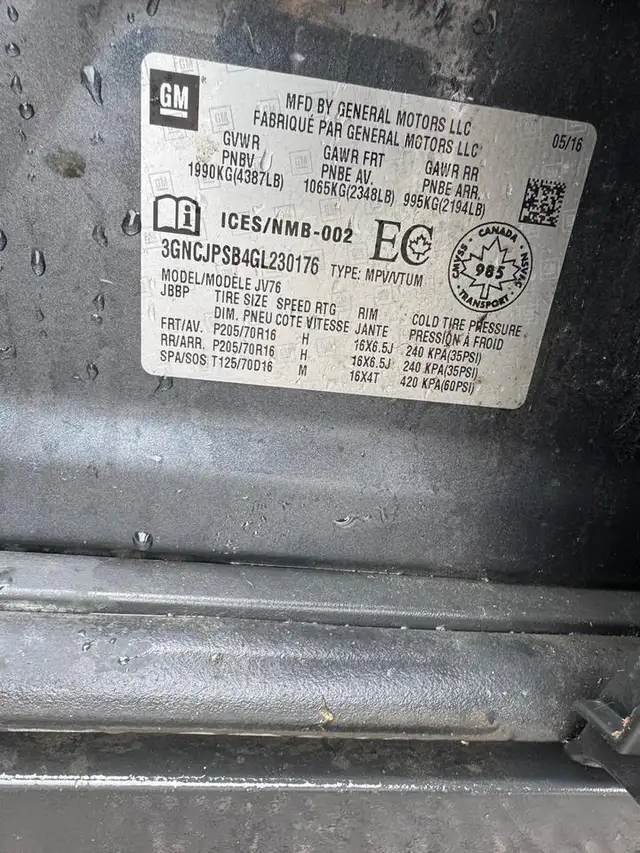 GM
MFD BY GENERAL MOTORS LLC
FABRIQUÉ PAR GENERAL MOTORS LLC
05/16
GVWR GAWR FRT GAWR RR
PNBV PNBE AV. PNBE ARR.
1990KG(4387LB) 1065KG(2348LB) 995KG(2194LB)
i ICES/NMB-002 EC
3GNCJPSB4GL230176 TYPE: MPV/VTUM
CANADA
CMVSS NSVAC
985
TRANSPORT
MODEL/MODÈLE JV76
JBBP TIRE SIZE SPEED RTG RIM COLD TIRE PRESSURE
DIM. PNEU COTE VITESSE JANTE PRESSION À FROID
FRT/AV. P205/70R16 H 16X6.5J 240 KPA(35PSI)
RR/ARR. P205/70R16 H 16X6.5J 240 KPA(35PSI)
SPA/SOS T125/70D16 M 16X4T 420 KPA(60PSI)